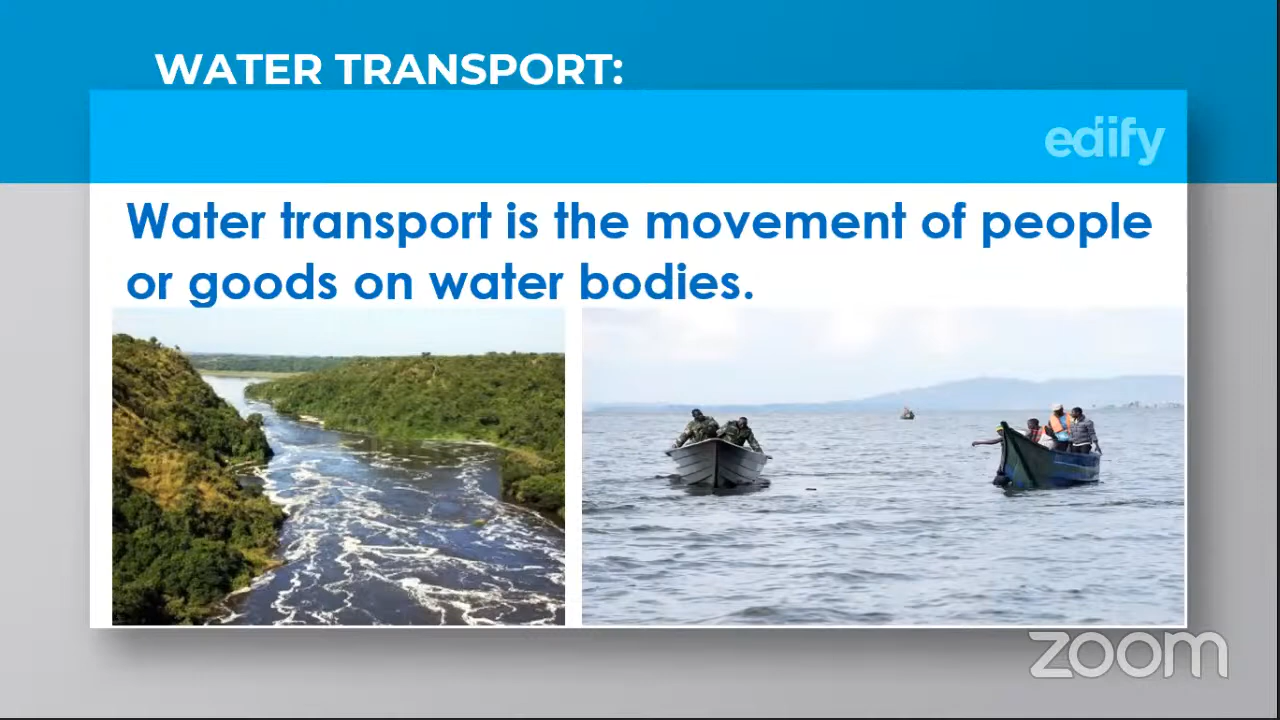 WATER TRANSPORT:
edify
Water transport is the movement of people
or goods on water bodies.
zoom